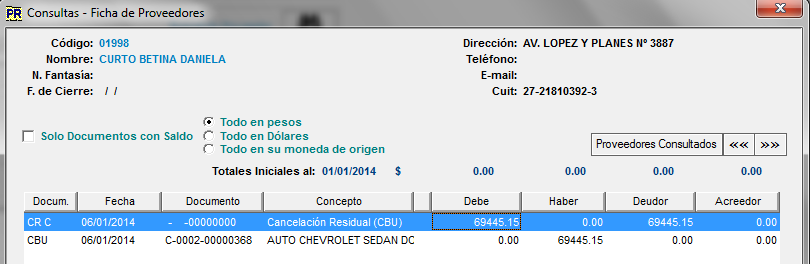 PR Consultas - Ficha de Proveedores
Código: 01998
Nombre: CURTO BETINA DANIELA
N. Fantasía:
F. de Cierre: / /
Dirección: AV. LOPEZ Y PLANES Nº 3887
Teléfono:
E-mail:
Cuit: 27-21810392-3
Solo Documentos con Saldo
Todo en pesos
Todo en Dólares
Todo en su moneda de origen
Proveedores Consultados «« »»
Totales Iniciales al: 01/01/2014 $ 0.00 0.00 0.00 0.00
Docum. Fecha Documento Concepto Debe Haber Deudor Acreedor
CR C 06/01/2014 - -00000000 Cancelación Residual (CBU) 69445.15 0.00 69445.15 0.00
CBU 06/01/2014 C-0002-00000368 AUTO CHEVROLET SEDAN DC 0.00 69445.15 0.00 0.00